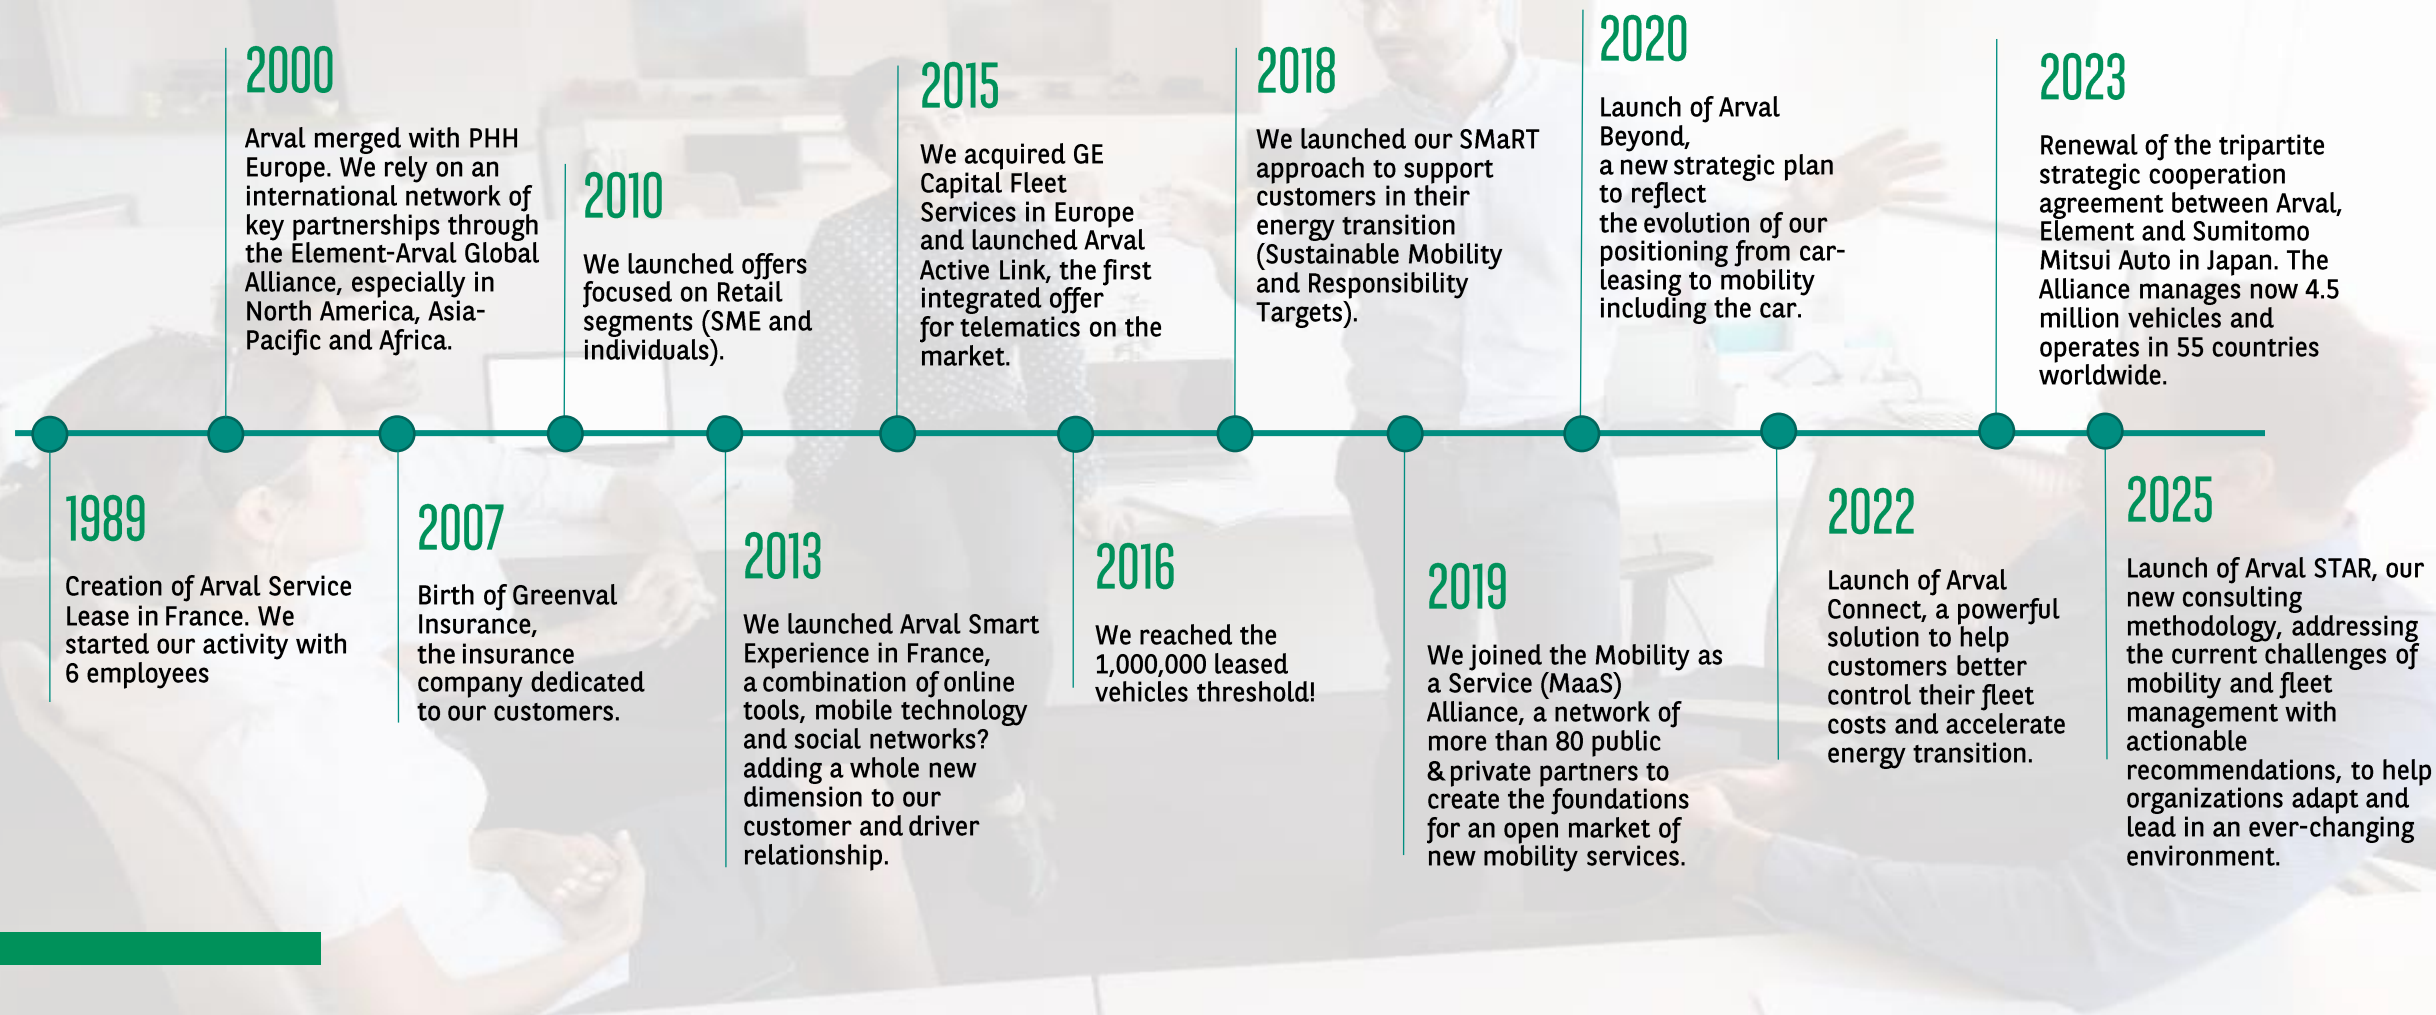 1989
Creation of Arval Service
Lease in France. We
started our activity with
6 employees
2000
Arval merged with PHH
Europe. We rely on an
international network of
key partnerships through
the Element-Arval Global
Alliance, especially in
North America, Asia-
Pacific and Africa.
2007
Birth of Greenval
Insurance,
the insurance
company dedicated
to our customers.
2010
We launched offers
focused on Retail
segments (SME and
individuals).
2013
We launched Arval Smart
Experience in France,
a combination of online
tools, mobile technology
and social networks?
adding a whole new
dimension to our
customer and driver
relationship.
2015
We acquired GE
Capital Fleet
Services in Europe
and launched Arval
Active Link, the first
integrated offer
for telematics on the
market.
2016
We reached the
1,000,000 leased
vehicles threshold!
2018
We launched our SMaRT
approach to support
customers in their
energy transition
(Sustainable Mobility
and Responsibility
Targets).
2019
We joined the Mobility as
a Service (MaaS)
Alliance, a network of
more than 80 public
& private partners to
create the foundations
for an open market of
new mobility services.
2020
Launch of Arval
Beyond,
a new strategic plan
to reflect
the evolution of our
positioning from car-
leasing to mobility
including the car.
2022
Launch of Arval
Connect, a powerful
solution to help
customers better
control their fleet
costs and accelerate
energy transition.
2023
Renewal of the tripartite
strategic cooperation
agreement between Arval,
Element and Sumitomo
Mitsui Auto in Japan. The
Alliance manages now 4.5
million vehicles and
operates in 55 countries
worldwide.
2025
Launch of Arval STAR, our
new consulting
methodology, addressing
the current challenges of
mobility and fleet
management with
actionable
recommendations, to help
organizations adapt and
lead in an ever-changing
environment.